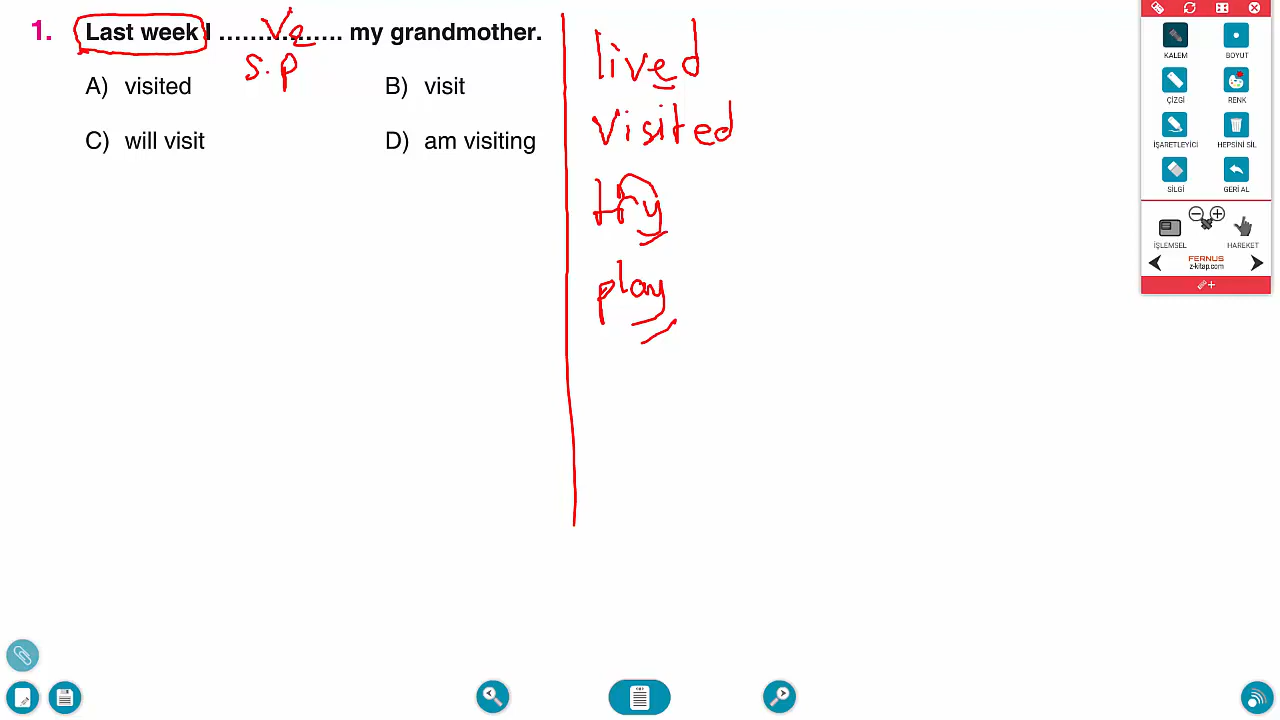 1. Last week I ................ my grandmother.
V2
s.p
A) visited
B) visit
C) will visit
D) am visiting
lived
visited
try
play
KALEM
BOYUT
ÇİZGİ
RENK
İŞARETLEYİCİ
HEPSİNİ SİL
SİLGİ
GERİ AL
İŞLEMSEL
HAREKET
FERNUS
z-kitap.com